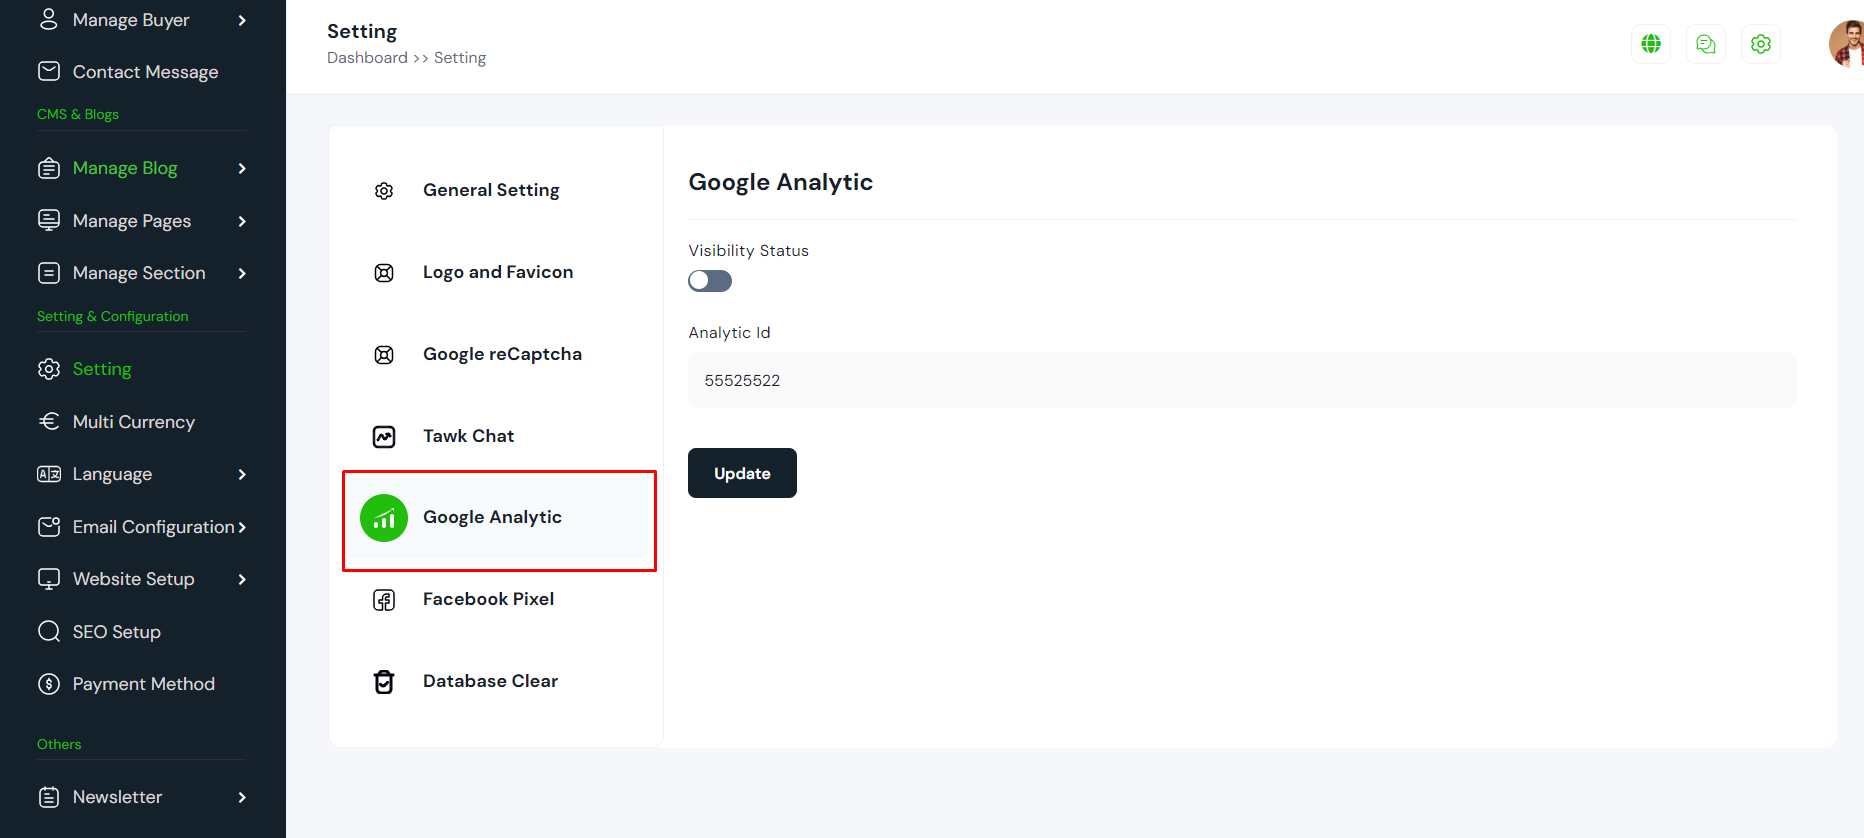 Manage Buyer
Contact Message
CMS & Blogs
Manage Blog
Manage Pages
Manage Section
Setting & Configuration
Setting
Multi Currency
Language
Email Configuration
Website Setup
SEO Setup
Payment Method
Others
Newsletter
Setting
Dashboard >> Setting
General Setting
Logo and Favicon
Google reCaptcha
Tawk Chat
Google Analytic
Facebook Pixel
Database Clear
Google Analytic
Visibility Status
Analytic Id
55525522
Update